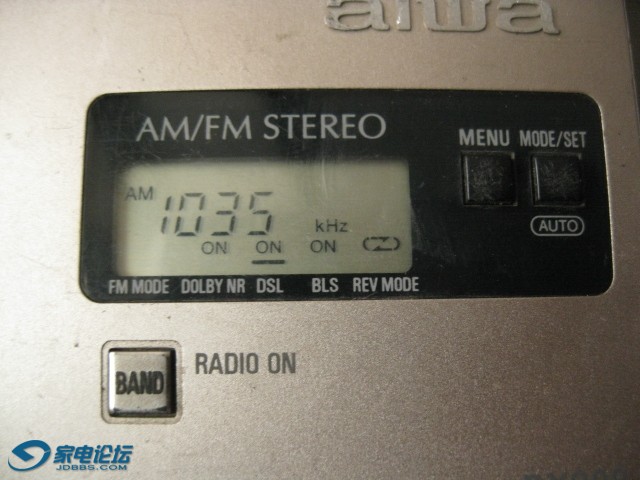 aiwa
AM/FM STEREO
MENU MODE/SET
AM 1035 kHz
ON ON ON
AUTO
FM MODE DOLBY NR DSL BLS REV MODE
BAND RADIO ON
家电论坛
JDBBS.COM